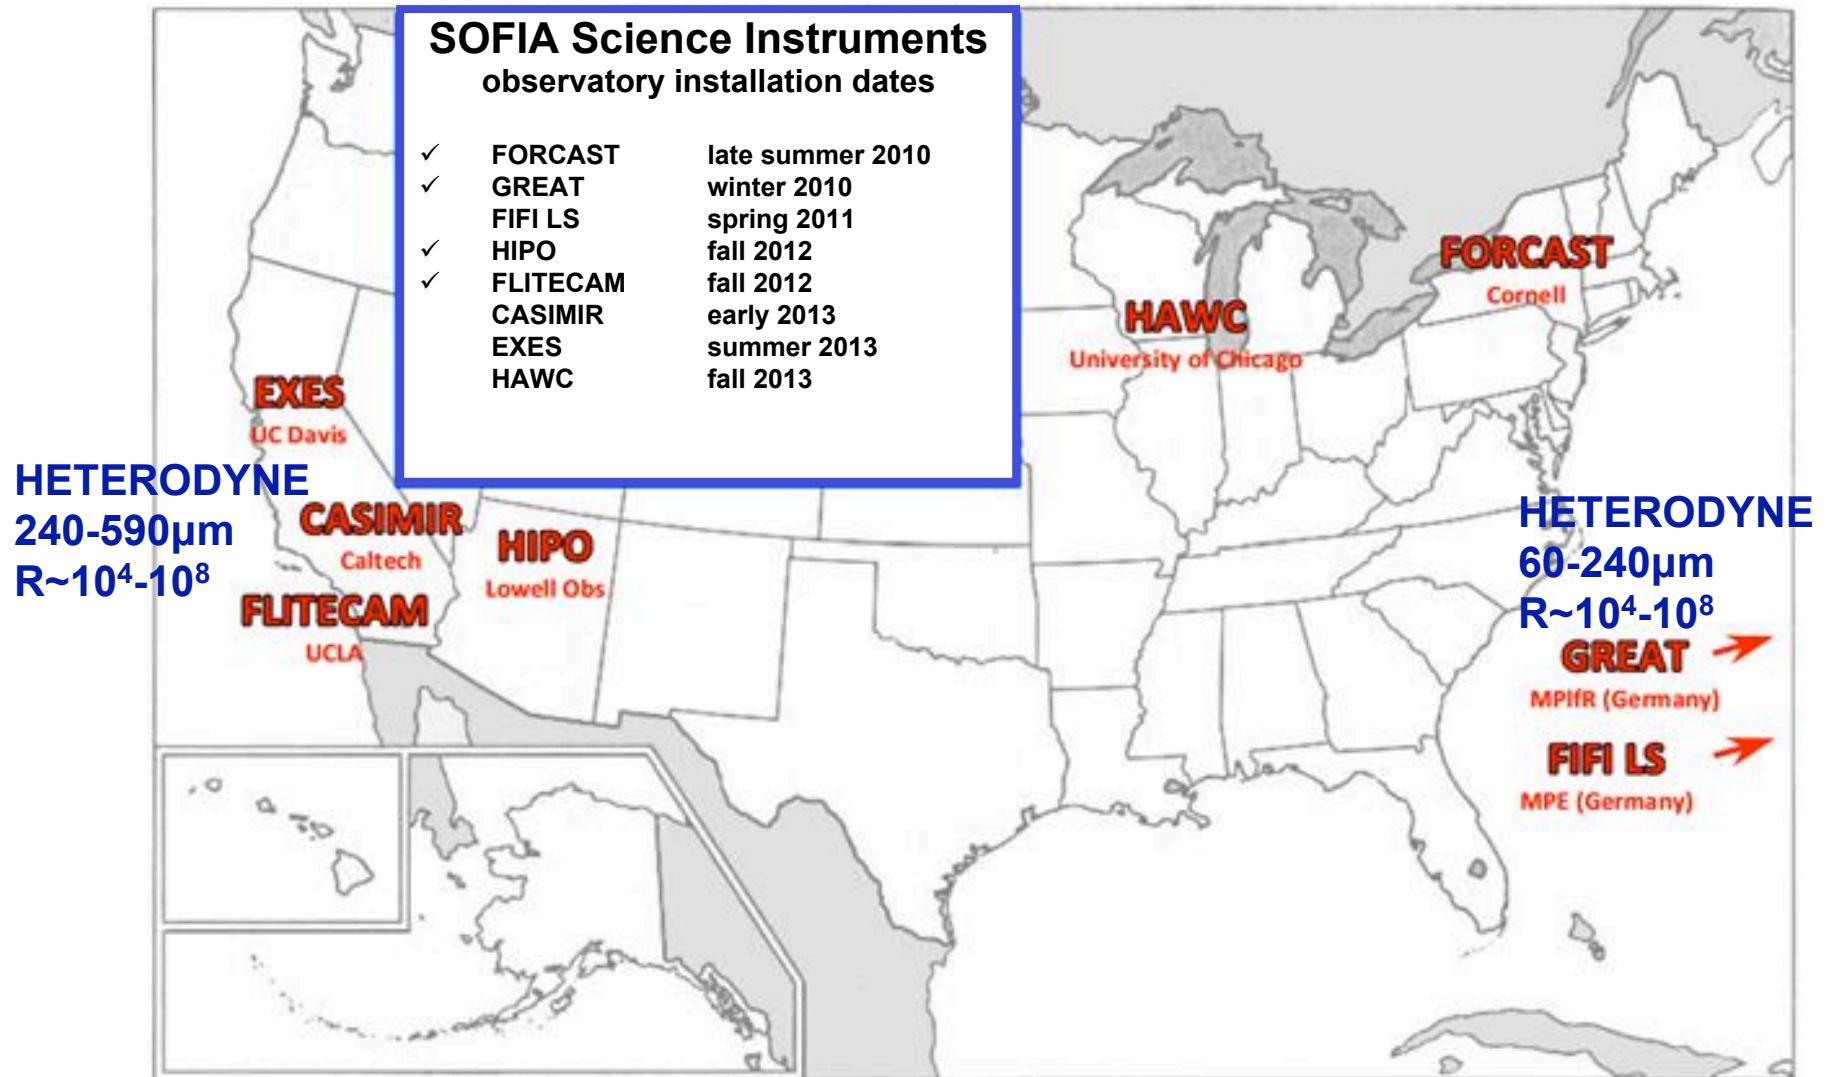 SOFIA Science Instruments
observatory installation dates
✓ FORCAST late summer 2010
✓ GREAT winter 2010
FIFI LS spring 2011
✓ HIPO fall 2012
✓ FLITECAM fall 2012
CASIMIR early 2013
EXES summer 2013
HAWC fall 2013
FORCAST
Cornell
HAWC
University of Chicago
EXES
UC Davis
HETERODYNE
240-590µm
R~10⁴-10⁸
CASIMIR
Caltech
HIPO
Lowell Obs
FLITECAM
UCLA
HETERODYNE
60-240µm
R~10⁴-10⁸
GREAT
MPIfR (Germany)
FIFI LS
MPE (Germany)